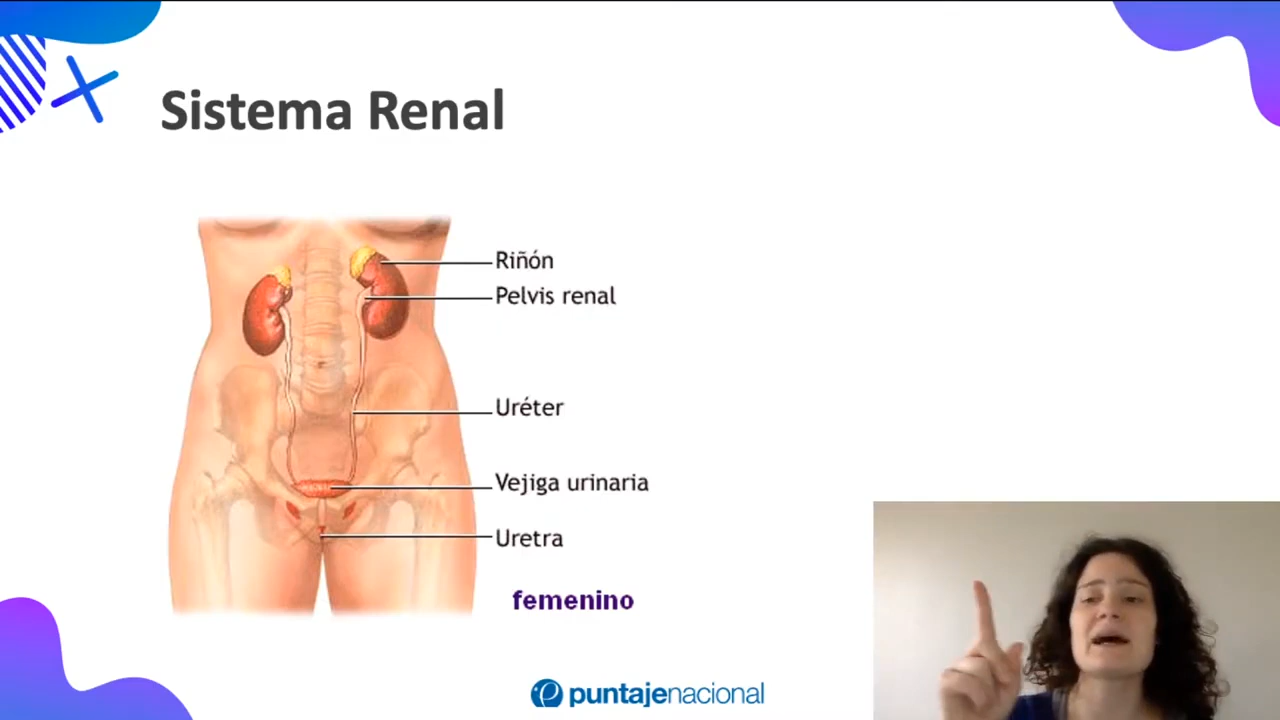 Sistema Renal
Riñón
Pelvis renal
Uréter
Vejiga urinaria
Uretra
femenino
puntajenacional